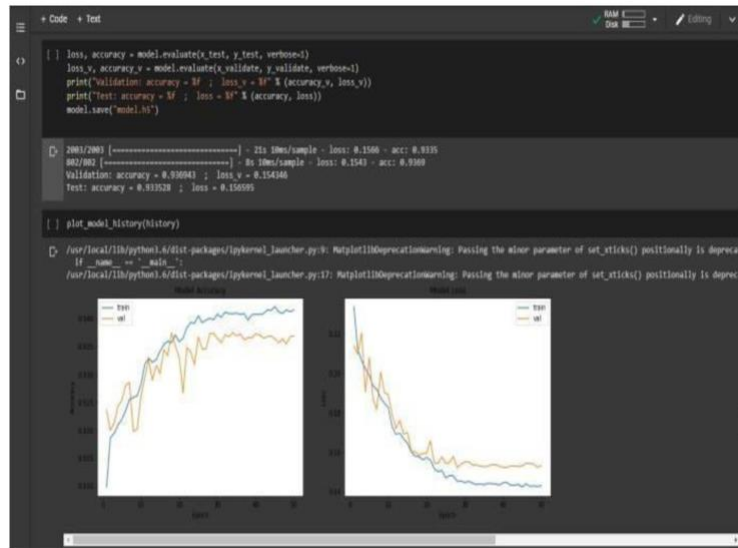 + Code + Text
RAM
Disk
Editing
[ ] loss, accuracy = model.evaluate(x_test, y_test, verbose=1)
loss_v, accuracy_v = model.evaluate(x_validate, y_validate, verbose=1)
print("Validation: accuracy = %f ; loss_v = %f" % (accuracy_v, loss_v))
print("Test: accuracy = %f ; loss = %f" % (accuracy, loss))
model.save("model.h5")
2003/2003 [==============================] - 21s 10ms/sample - loss: 0.1566 - acc: 0.9335
802/802 [==============================] - 8s 10ms/sample - loss: 0.1543 - acc: 0.9369
Validation: accuracy = 0.936943 ; loss_v = 0.154346
Test: accuracy = 0.933528 ; loss = 0.156595
[ ] plot_model_history(history)
/usr/local/lib/python3.6/dist-packages/ipykernel_launcher.py:9: MatplotlibDeprecationWarning: Passing the minor parameter of set_xticks() positionally is depreca
if __name__ == '__main__':
/usr/local/lib/python3.6/dist-packages/ipykernel_launcher.py:17: MatplotlibDeprecationWarning: Passing the minor parameter of set_xticks() positionally is deprec
Model Accuracy
train
val
Model Loss
train
val